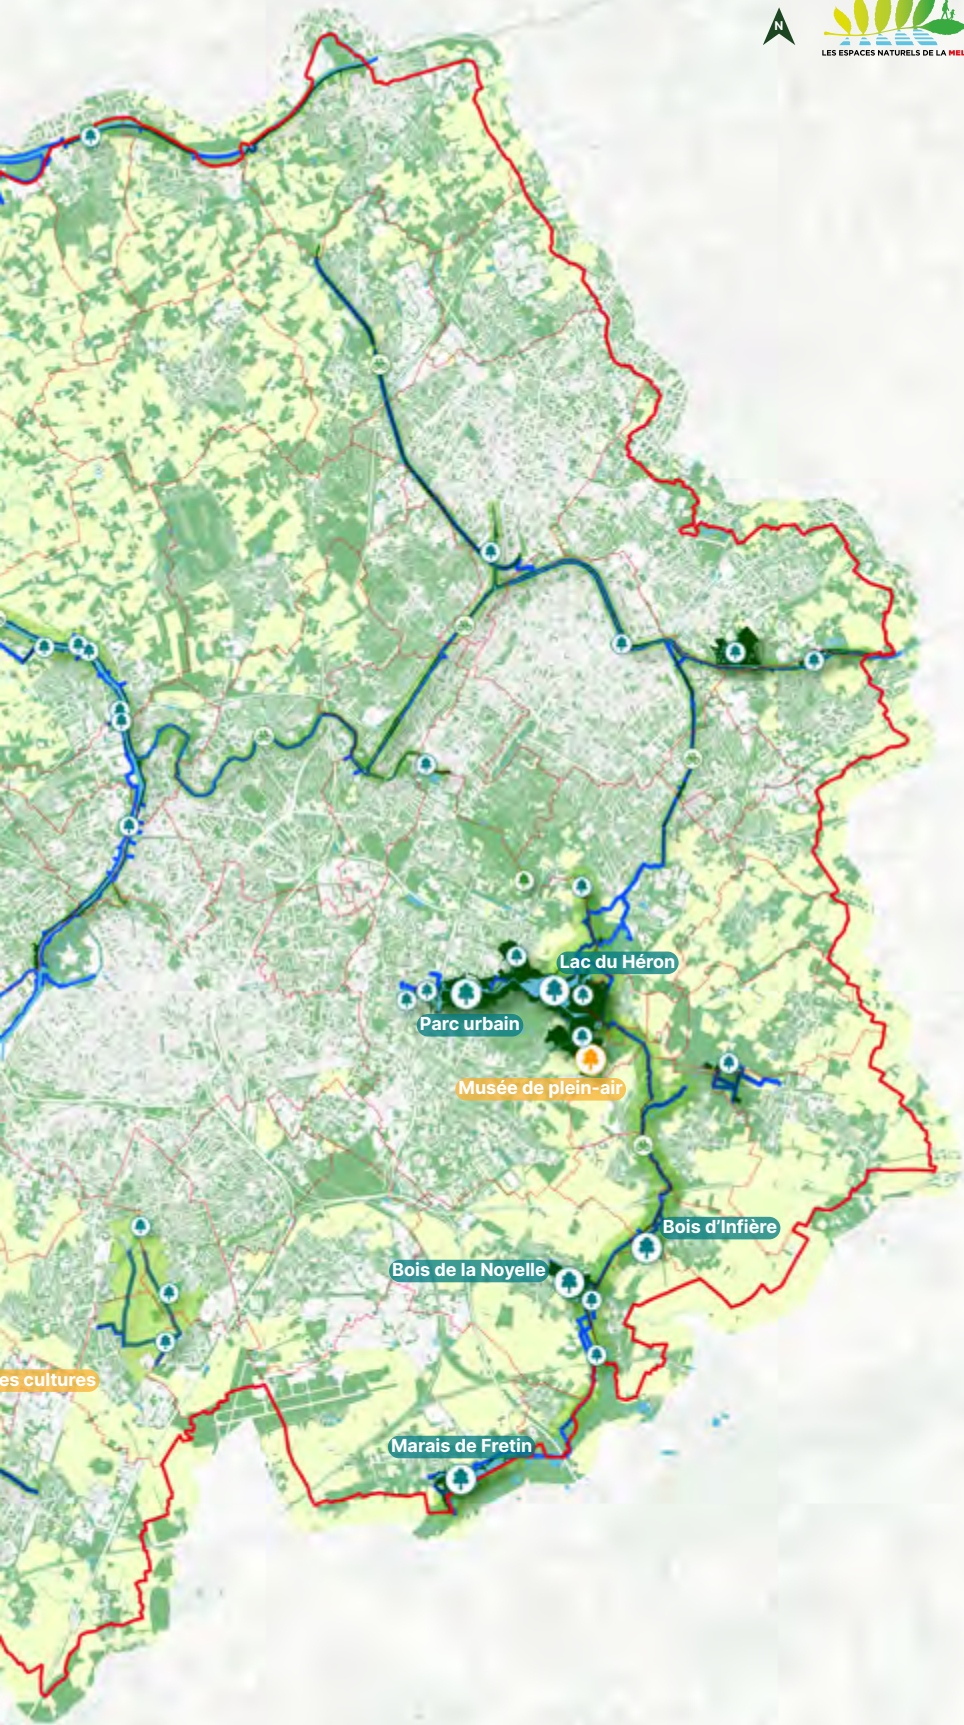 N
LES ESPACES NATURELS DE LA MEL
Lac du Héron
Parc urbain
Musée de plein-air
Bois d'Infière
Bois de la Noyelle
es cultures
Marais de Fretin